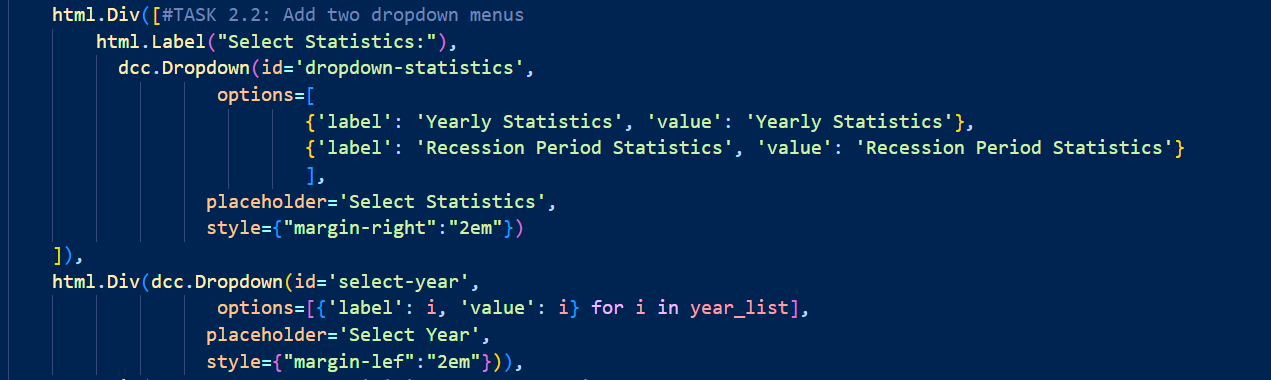 html.Div([#TASK 2.2: Add two dropdown menus
html.Label("Select Statistics:"),
dcc.Dropdown(id='dropdown-statistics',
options=[
{'label': 'Yearly Statistics', 'value': 'Yearly Statistics'},
{'label': 'Recession Period Statistics', 'value': 'Recession Period Statistics'}
],
placeholder='Select Statistics',
style={"margin-right":"2em"})
]),
html.Div(dcc.Dropdown(id='select-year',
options=[{'label': i, 'value': i} for i in year_list],
placeholder='Select Year',
style={"margin-lef":"2em"})),